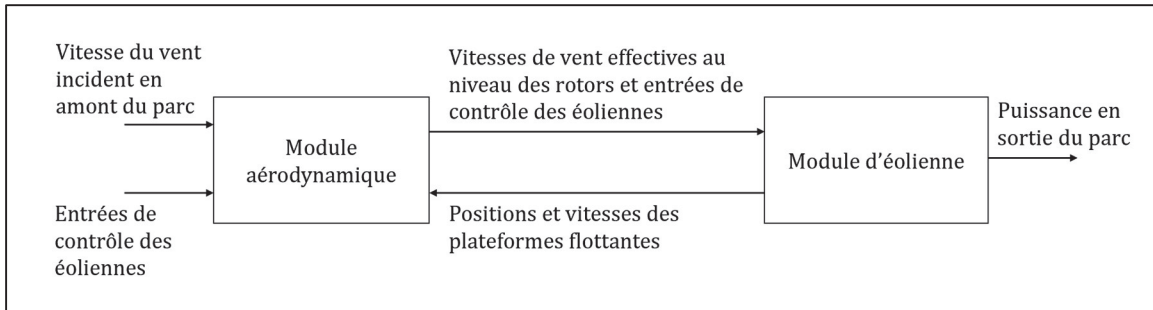 Vitesse du vent
incident en
amont du parc
Entrées de
contrôle des
éoliennes
Module
aérodynamique
Vitesses de vent effectives au
niveau des rotors et entrées de
contrôle des éoliennes
Positions et vitesses des
plateformes flottantes
Module d'éolienne
Puissance en
sortie du parc